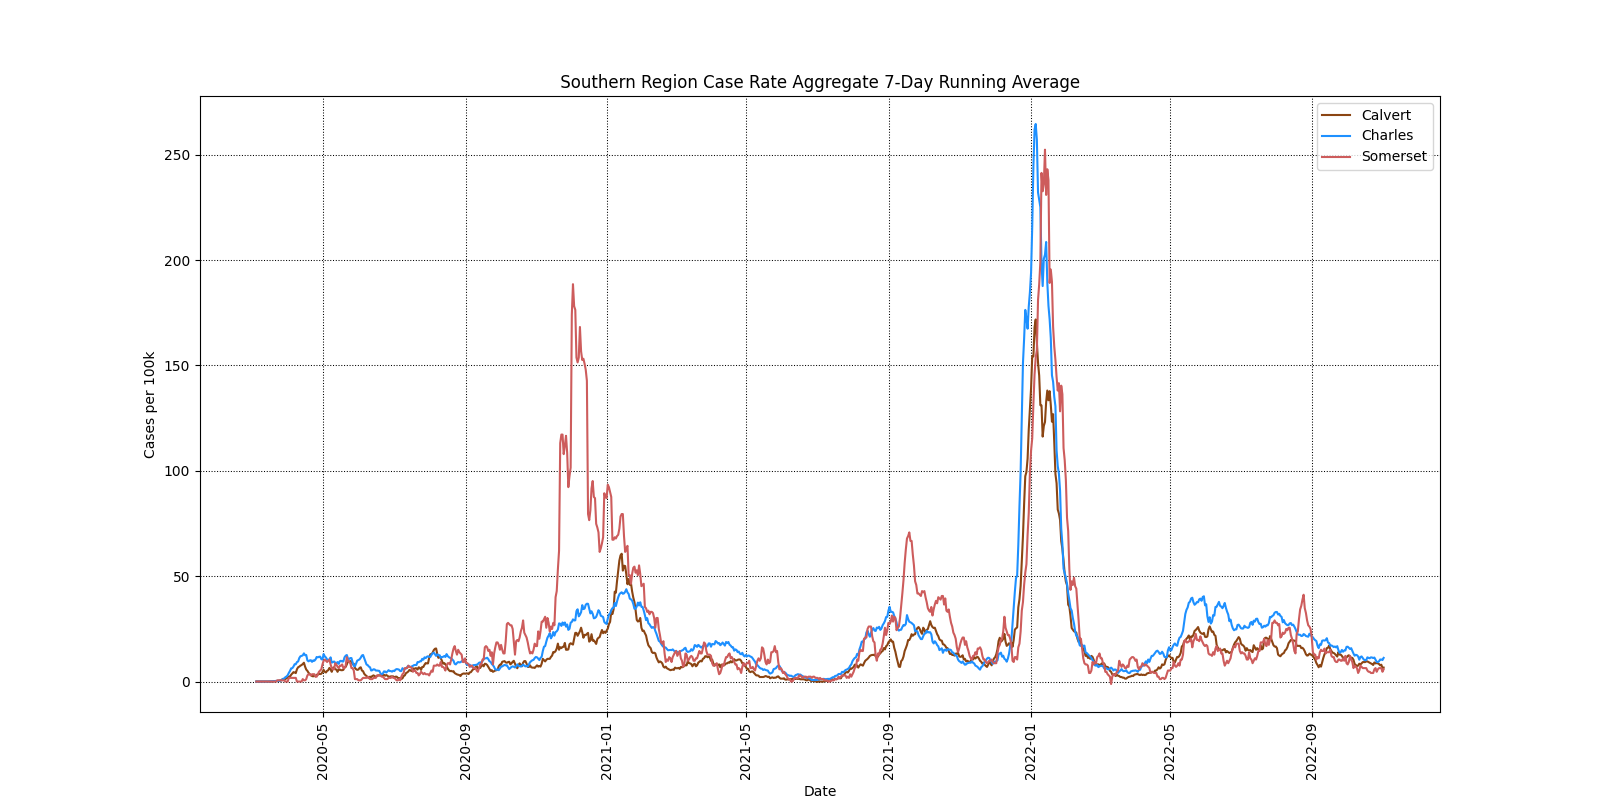 Southern Region Case Rate Aggregate 7-Day Running Average
Calvert
Charles
Somerset
Cases per 100k
250
200
150
100
50
0
2020-05
2020-09
2021-01
2021-05
2021-09
2022-01
2022-05
2022-09
Date